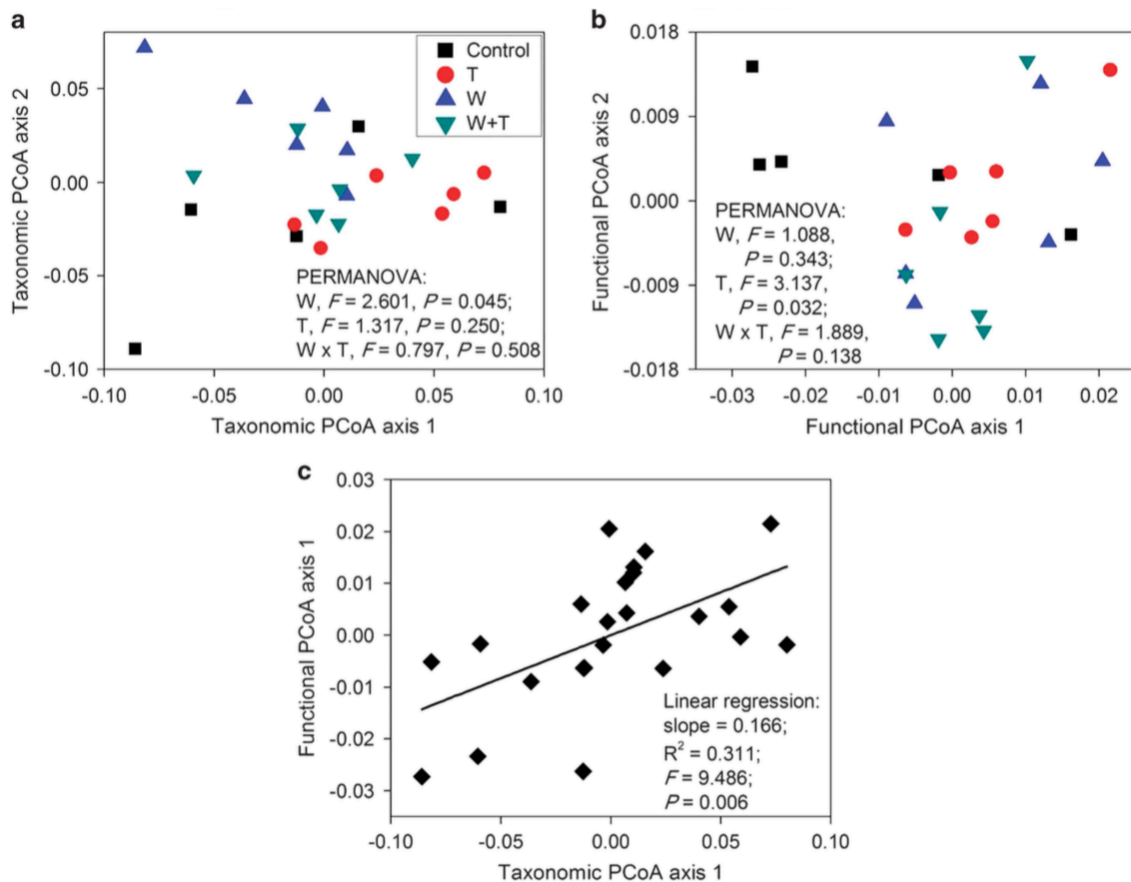 a
Taxonomic PCoA axis 2
0.05
0.00
-0.05
-0.10
-0.10
-0.05
0.00
0.05
0.10
Taxonomic PCoA axis 1
Control
T
W
W+T
PERMANOVA:
W, F = 2.601, P = 0.045;
T, F = 1.317, P = 0.250;
W x T, F = 0.797, P = 0.508
b
Functional PCoA axis 2
0.018
0.009
0.000
-0.009
-0.018
-0.03
-0.02
-0.01
0.00
0.01
0.02
Functional PCoA axis 1
PERMANOVA:
W, F = 1.088,
P = 0.343;
T, F = 3.137,
P = 0.032;
W x T, F = 1.889,
P = 0.138
c
Functional PCoA axis 1
0.03
0.02
0.01
0.00
-0.01
-0.02
-0.03
-0.10
-0.05
0.00
0.05
0.10
Taxonomic PCoA axis 1
Linear regression:
slope = 0.166;
R² = 0.311;
F = 9.486;
P = 0.006